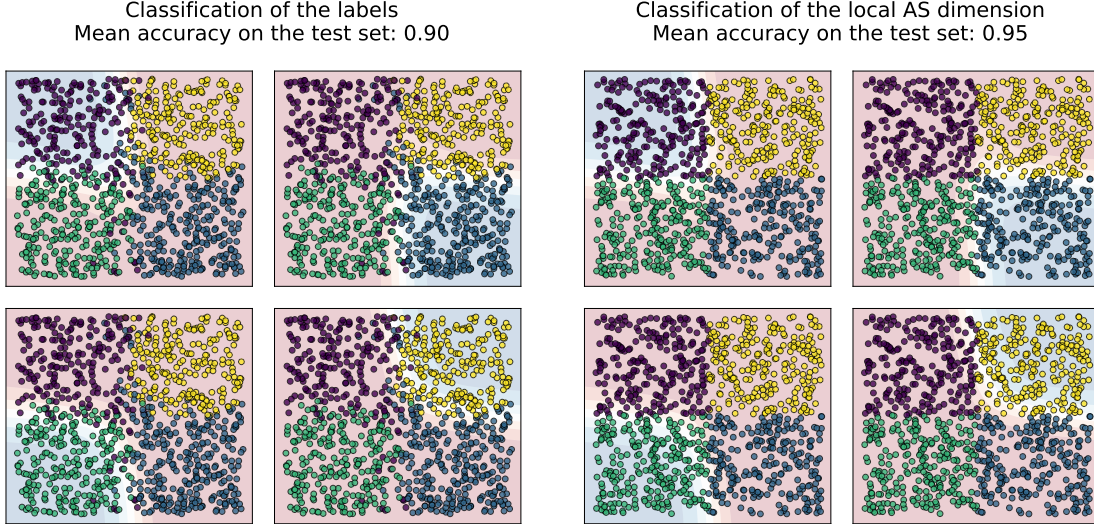 Classification of the labels
Mean accuracy on the test set: 0.90
Classification of the local AS dimension
Mean accuracy on the test set: 0.95